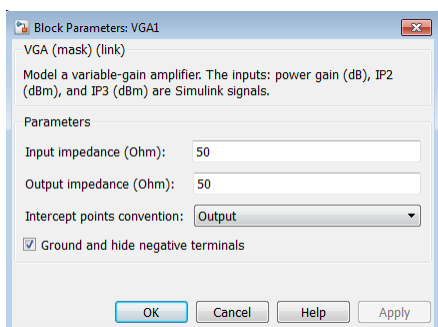 Block Parameters: VGA1
VGA (mask) (link)
Model a variable-gain amplifier. The inputs: power gain (dB), IP2
(dBm), and IP3 (dBm) are Simulink signals.
Parameters
Input impedance (Ohm): 50
Output impedance (Ohm): 50
Intercept points convention: Output
Ground and hide negative terminals
OK Cancel Help Apply